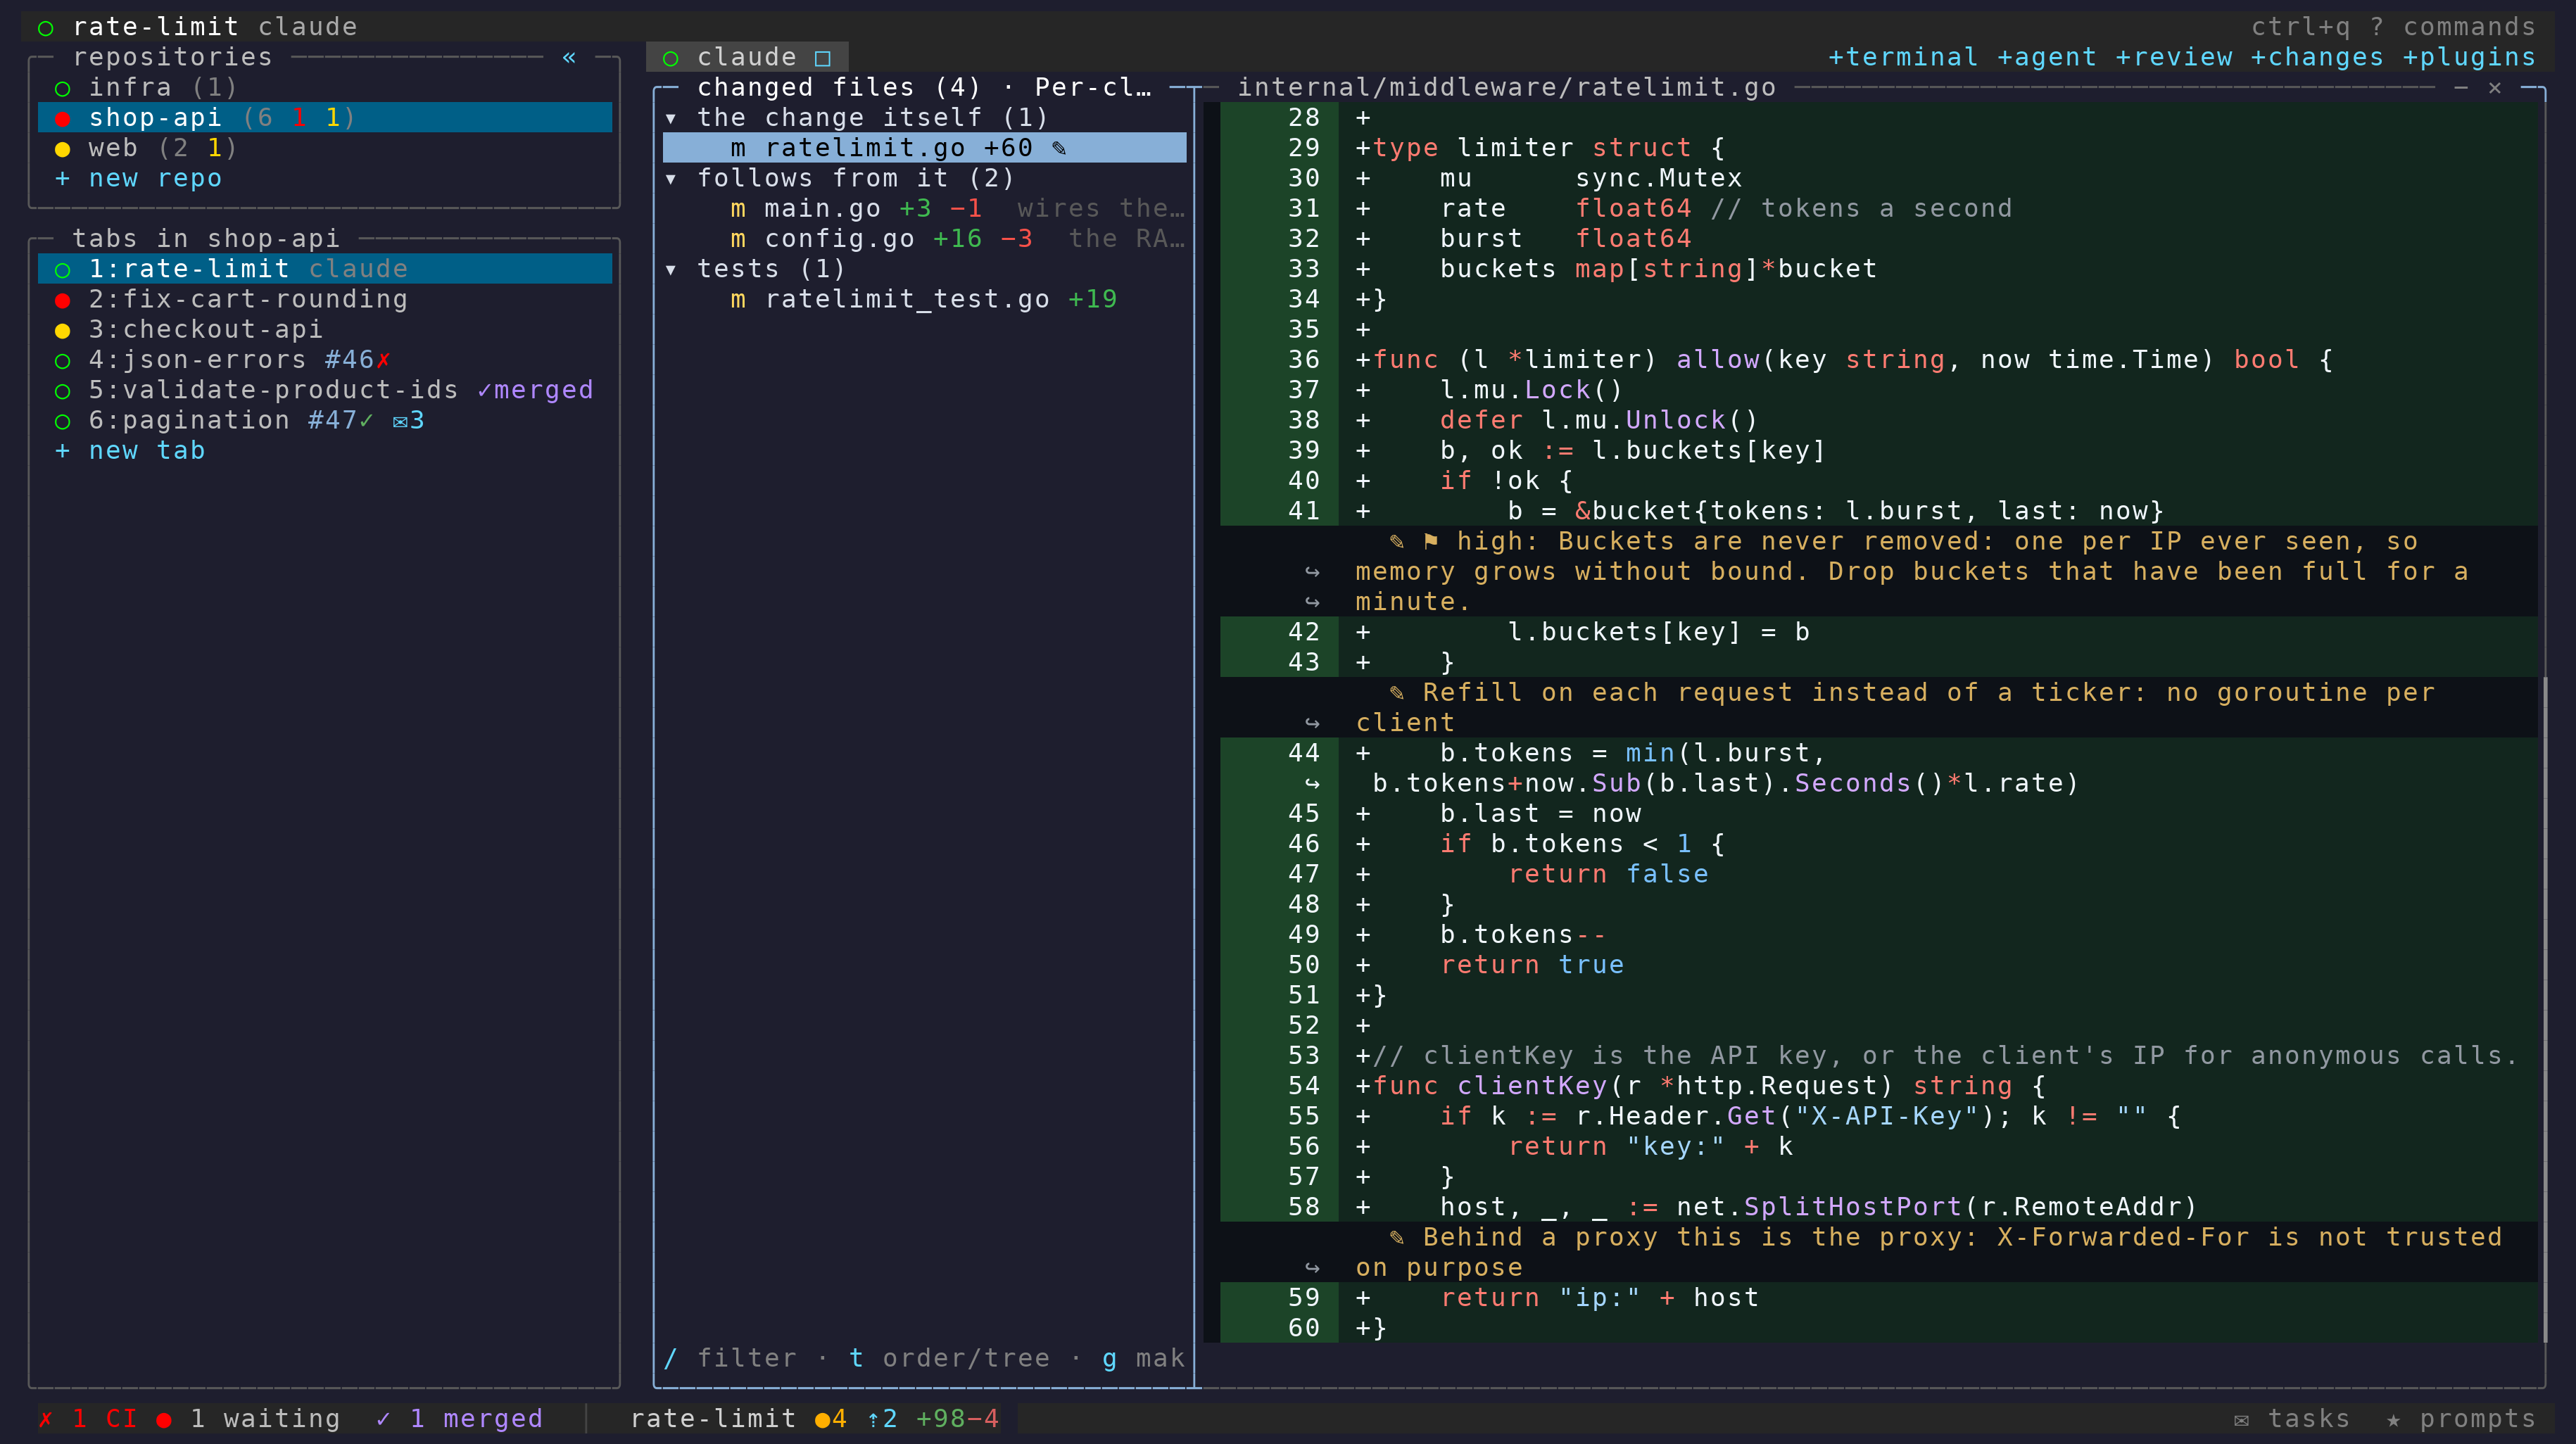 ○ rate-limit claude
ctrl+q ? commands
repositories «
○ infra (1)
● shop-api (6 1 1)
● web (2 1)
+ new repo
tabs in shop-api
○ 1:rate-limit claude
● 2:fix-cart-rounding
● 3:checkout-api
○ 4:json-errors #46✗
○ 5:validate-product-ids ✓merged
○ 6:pagination #47✓ ✉3
+ new tab
○ claude □
+terminal +agent +review +changes +plugins
changed files (4) · Per-cl…
▾ the change itself (1)
m ratelimit.go +60 ✎
▾ follows from it (2)
m main.go +3 −1 wires the…
m config.go +16 −3 the RA…
▾ tests (1)
m ratelimit_test.go +19
/ filter · t order/tree · g mak
internal/middleware/ratelimit.go − ×
28 +
29 +type limiter struct {
30 +    mu      sync.Mutex
31 +    rate    float64 // tokens a second
32 +    burst   float64
33 +    buckets map[string]*bucket
34 +}
35 +
36 +func (l *limiter) allow(key string, now time.Time) bool {
37 +    l.mu.Lock()
38 +    defer l.mu.Unlock()
39 +    b, ok := l.buckets[key]
40 +    if !ok {
41 +        b = &bucket{tokens: l.burst, last: now}
✎ ⚑ high: Buckets are never removed: one per IP ever seen, so
↪ memory grows without bound. Drop buckets that have been full for a
↪ minute.
42 +        l.buckets[key] = b
43 +    }
✎ Refill on each request instead of a ticker: no goroutine per
↪ client
44 +    b.tokens = min(l.burst,
↪ b.tokens+now.Sub(b.last).Seconds()*l.rate)
45 +    b.last = now
46 +    if b.tokens < 1 {
47 +        return false
48 +    }
49 +    b.tokens--
50 +    return true
51 +}
52 +
53 +// clientKey is the API key, or the client's IP for anonymous calls.
54 +func clientKey(r *http.Request) string {
55 +    if k := r.Header.Get("X-API-Key"); k != "" {
56 +        return "key:" + k
57 +    }
58 +    host, _, _ := net.SplitHostPort(r.RemoteAddr)
✎ Behind a proxy this is the proxy: X-Forwarded-For is not trusted
↪ on purpose
59 +    return "ip:" + host
60 +}
✗ 1 CI ● 1 waiting ✓ 1 merged │ rate-limit ●4 ⇡2 +98−4
✉ tasks ★ prompts